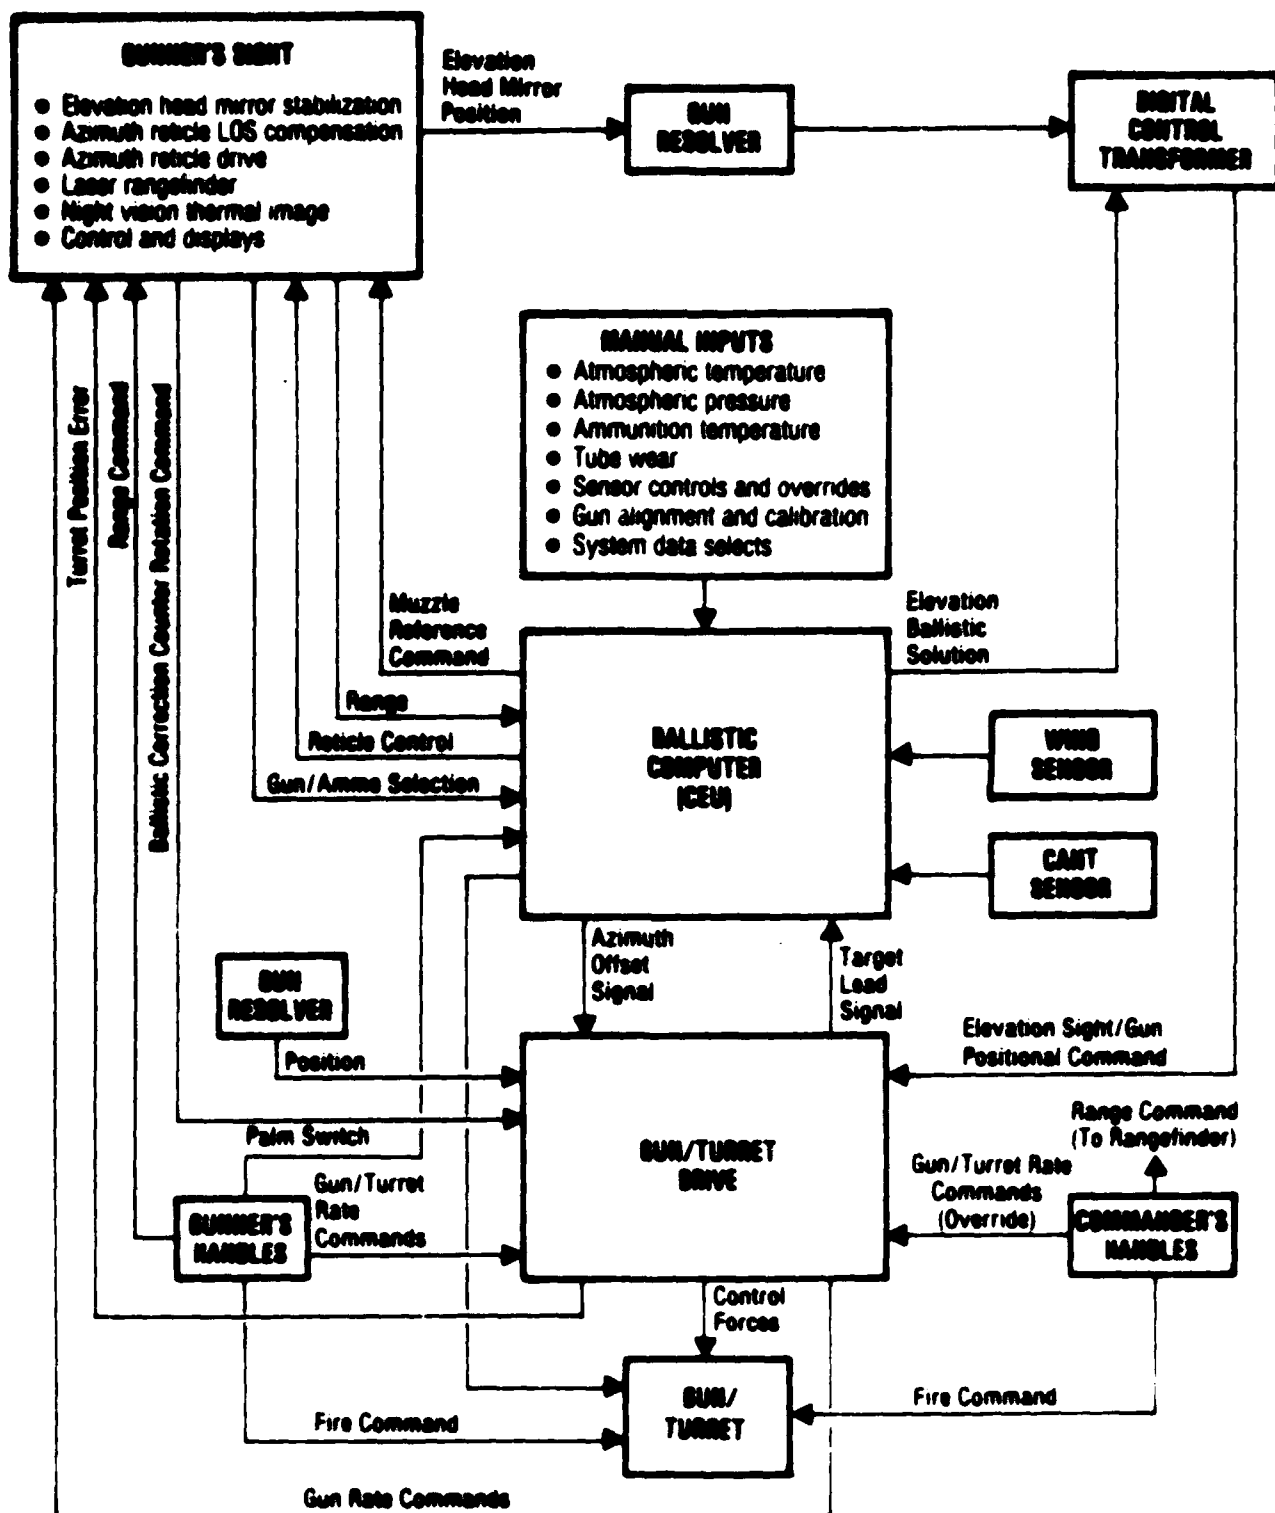 GUNNER'S SIGHT
● Elevation head mirror stabilization
● Azimuth reticle LOS compensation
● Azimuth reticle drive
● Laser rangefinder
● Night vision thermal image
● Control and displays
Elevation
Head Mirror
Position
GUN
RESOLVER
DIGITAL
CONTROL
TRANSFORMER
MANUAL INPUTS
● Atmospheric temperature
● Atmospheric pressure
● Ammunition temperature
● Tube wear
● Sensor controls and overrides
● Gun alignment and calibration
● System data selects
Turret Position Error
Range Command
Ballistic Correction Counter Rotation Command
Muzzle
Reference
Command
Range
Reticle Control
Gun/Ammo Selection
Elevation
Ballistic
Solution
BALLISTIC
COMPUTER
(CEU)
WIND
SENSOR
CANT
SENSOR
Azimuth
Offset
Signal
Target
Lead
Signal
GUN
RESOLVER
Position
Elevation Sight/Gun
Positional Command
Palm Switch
GUN/TURRET
DRIVE
Range Command
(To Rangefinder)
Gun/Turret
Rate
Commands
Gun/Turret Rate
Commands
(Override)
GUNNER'S
HANDLES
COMMANDER'S
HANDLES
Control
Forces
GUN/
TURRET
Fire Command
Fire Command
Gun Rate Commands